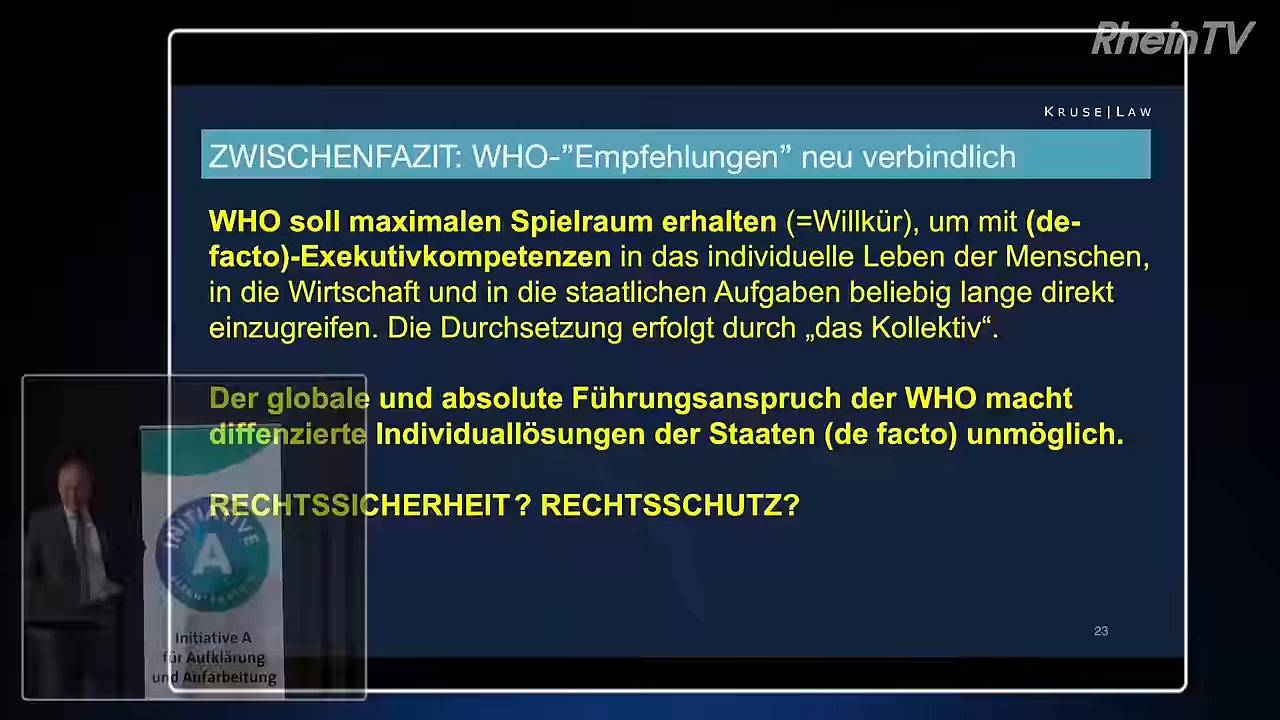 RheinTV
KRUSE|LAW
ZWISCHENFAZIT: WHO-”Empfehlungen” neu verbindlich
WHO soll maximalen Spielraum erhalten (=Willkür), um mit (de-
facto)-Exekutivkompetenzen in das individuelle Leben der Menschen,
in die Wirtschaft und in die staatlichen Aufgaben beliebig lange direkt
einzugreifen. Die Durchsetzung erfolgt durch „das Kollektiv“.
Der globale und absolute Führungsanspruch der WHO macht
diffenzierte Individuallösungen der Staaten (de facto) unmöglich.
RECHTSSICHERHEIT? RECHTSSCHUTZ?
INITIATIVE
A
Initiative A
für Aufklärung
und Aufarbeitung
23